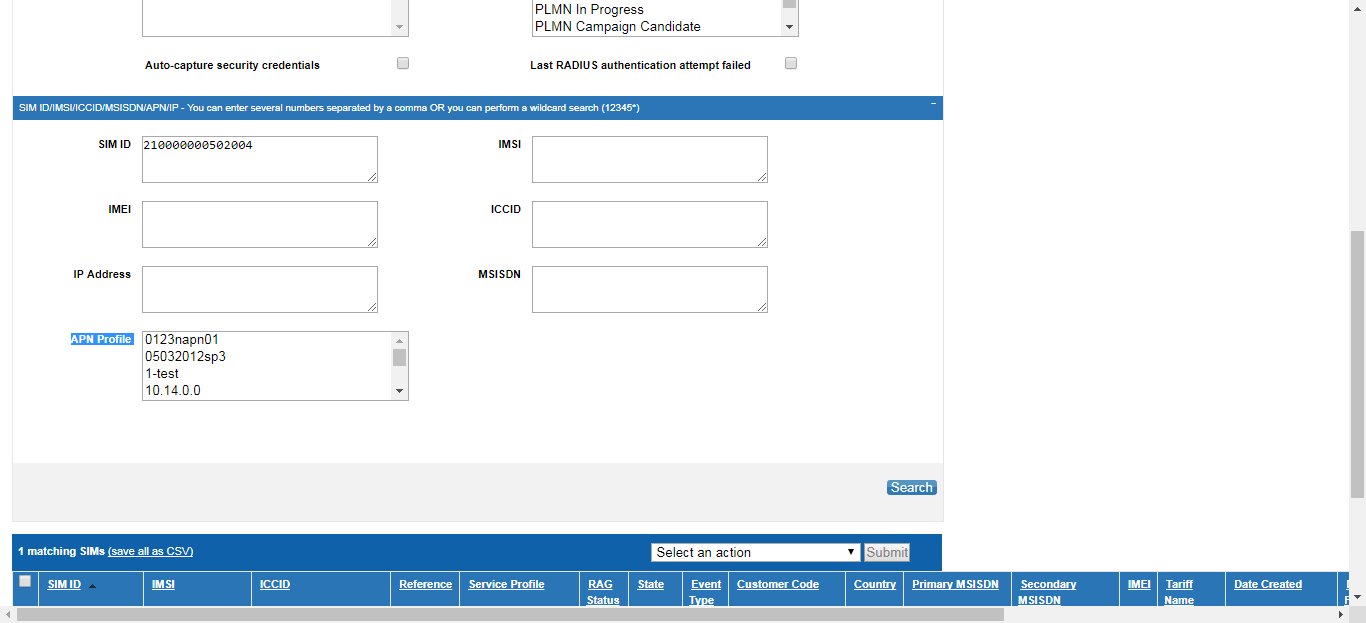 PLMN In Progress
PLMN Campaign Candidate
Auto-capture security credentials
Last RADIUS authentication attempt failed
SIM ID/IMSI/ICCID/MSISDN/APN/IP - You can enter several numbers separated by a comma OR you can perform a wildcard search (12345*)
SIM ID
210000000502004
IMSI
IMEI
ICCID
IP Address
MSISDN
APN Profile
0123napn01
05032012sp3
1-test
10.14.0.0
Search
1 matching SIMs (save all as CSV)
Select an action
Submit
SIM ID
IMSI
ICCID
Reference
Service Profile
RAG
Status
State
Event
Type
Customer Code
Country
Primary MSISDN
Secondary
MSISDN
IMEI
Tariff
Name
Date Created